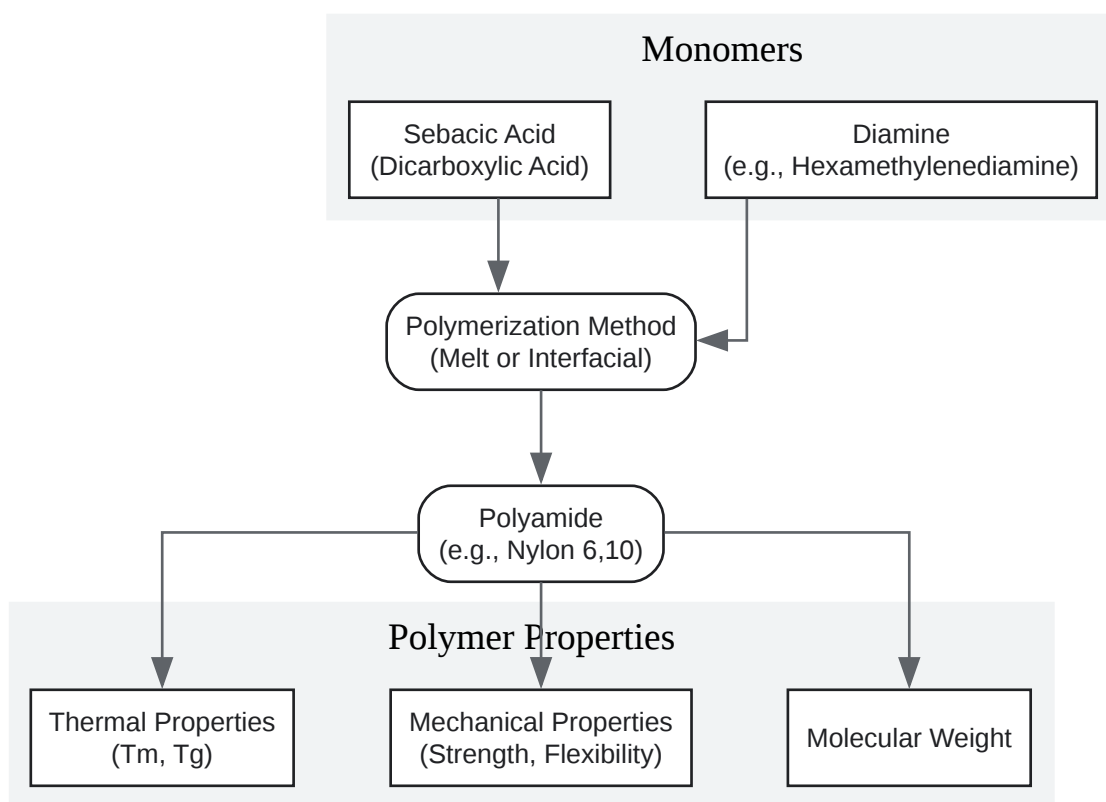 Monomers
Sebacic Acid
(Dicarboxylic Acid)
Diamine
(e.g., Hexamethylenediamine)
Polymerization Method
(Melt or Interfacial)
Polyamide
(e.g., Nylon 6,10)
Polymer Properties
Thermal Properties
(Tm, Tg)
Mechanical Properties
(Strength, Flexibility)
Molecular Weight